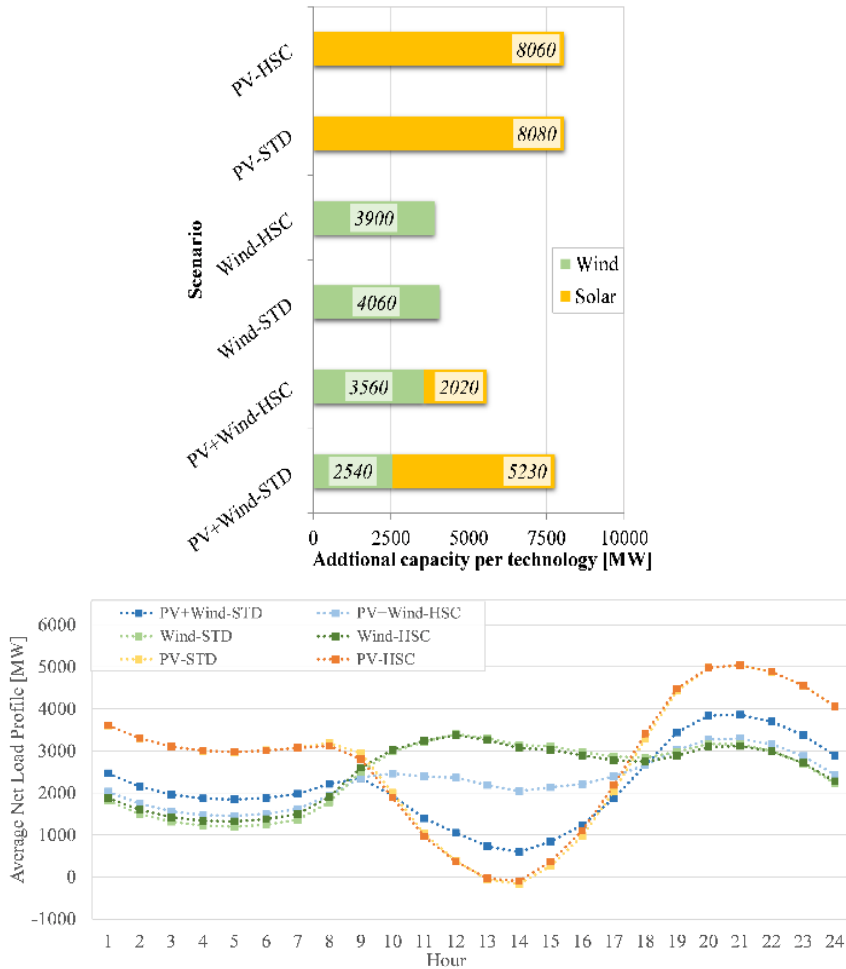 PV-HSC
8060
PV-STD
8080
Wind-HSC
3900
Wind-STD
4060
PV+Wind-HSC
3560 2020
PV+Wind-STD
2540 5230
Scenario
Wind
Solar
0 2500 5000 7500 10000
Addtional capacity per technology [MW]
PV+Wind-STD PV+Wind-HSC
Wind-STD Wind-HSC
PV-STD PV-HSC
Average Net Load Profile [MW]
6000
5000
4000
3000
2000
1000
0
-1000
1 2 3 4 5 6 7 8 9 10 11 12 13 14 15 16 17 18 19 20 21 22 23 24
Hour